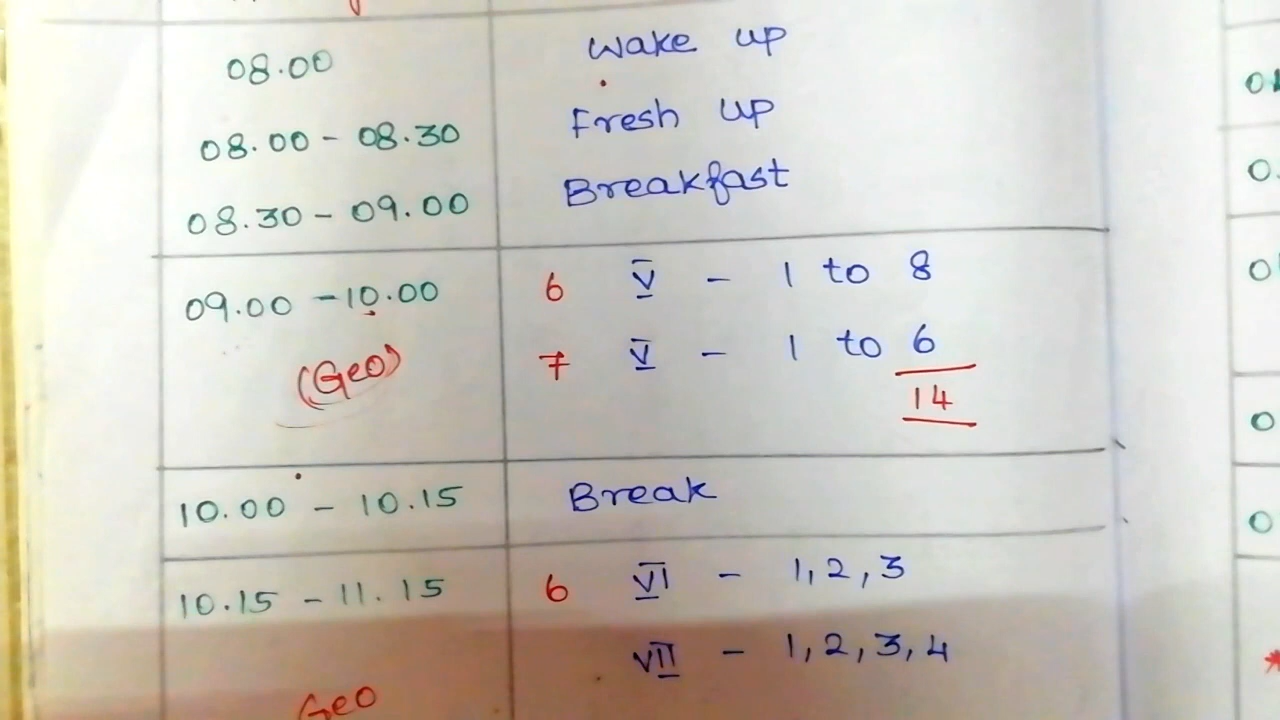 08.00 Wake up
08.00 - 08.30 Fresh up
08.30 - 09.00 Breakfast
09.00 - 10.00 6 V - 1 to 8
(Geo) 7 V - 1 to 6
14
10.00 - 10.15 Break
10.15 - 11.15 6 VI - 1, 2, 3
VII - 1, 2, 3, 4
Geo